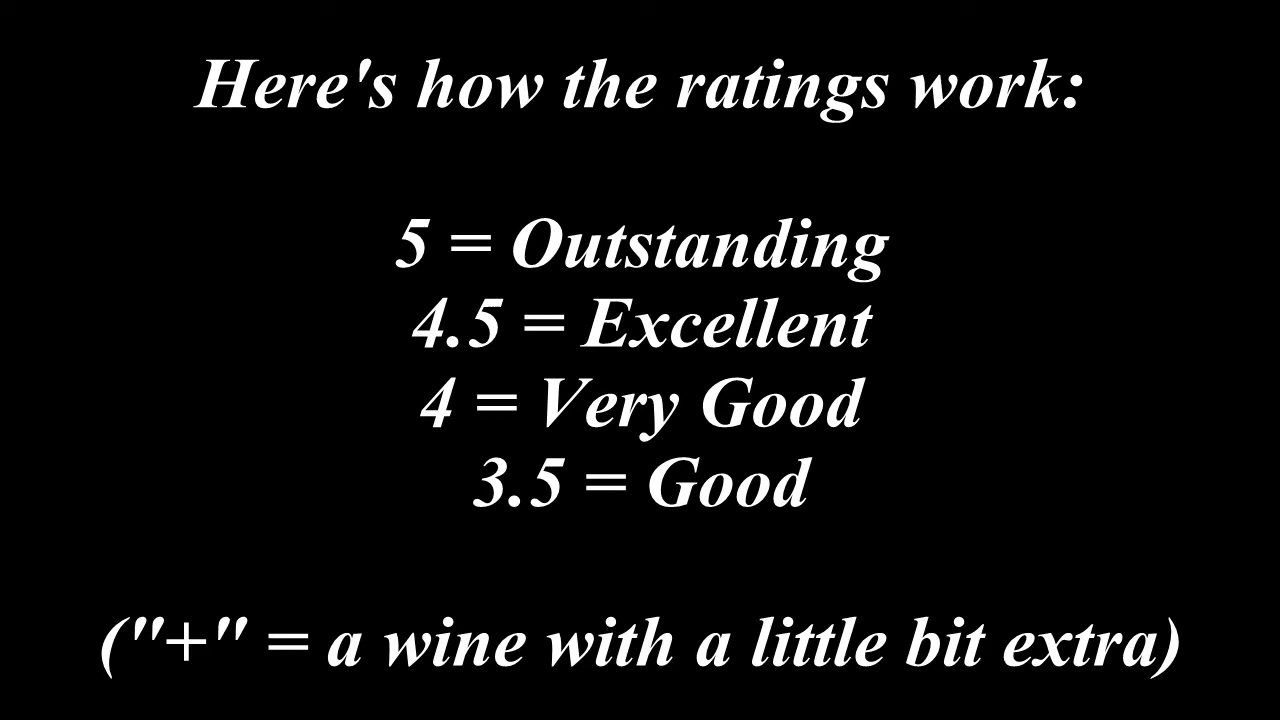 Here's how the ratings work:
5 = Outstanding
4.5 = Excellent
4 = Very Good
3.5 = Good
("+" = a wine with a little bit extra)